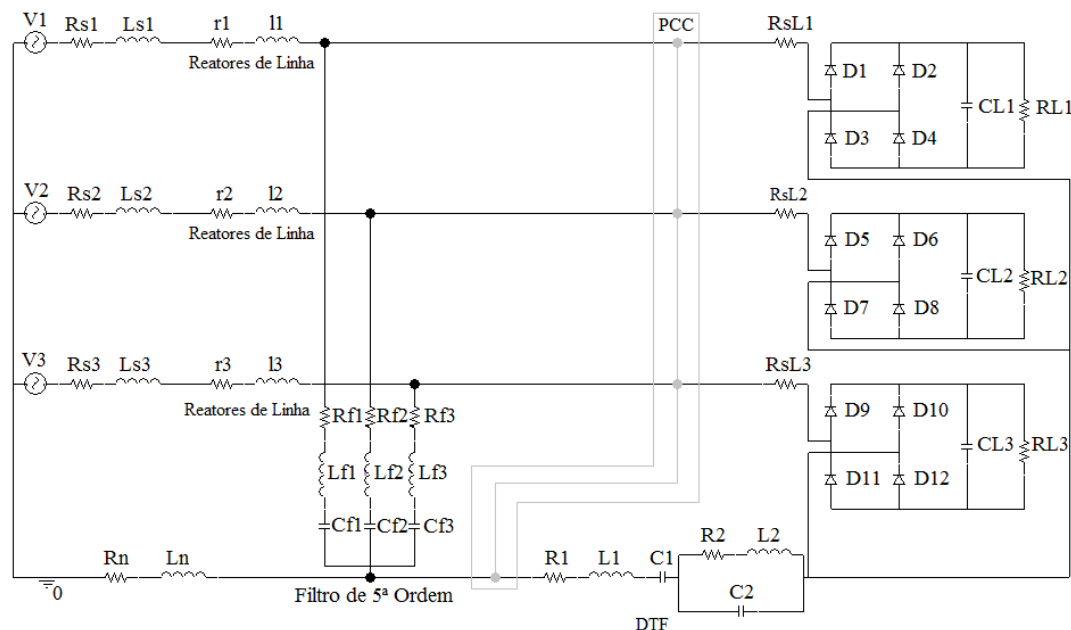 V1 Rs1 Ls1 r1 l1 PCC RsL1
Reatores de Linha
D1 D2 CL1 RL1
D3 D4
V2 Rs2 Ls2 r2 l2 RsL2
Reatores de Linha
D5 D6 CL2 RL2
D7 D8
V3 Rs3 Ls3 r3 l3 RsL3
Reatores de Linha
Rf1 Rf2 Rf3 D9 D10
CL3 RL3
Lf1 Lf2 Lf3 D11 D12
Cf1 Cf2 Cf3
Rn Ln R1 L1 C1 R2 L2
0 Filtro de 5ª Ordem C2
DTF